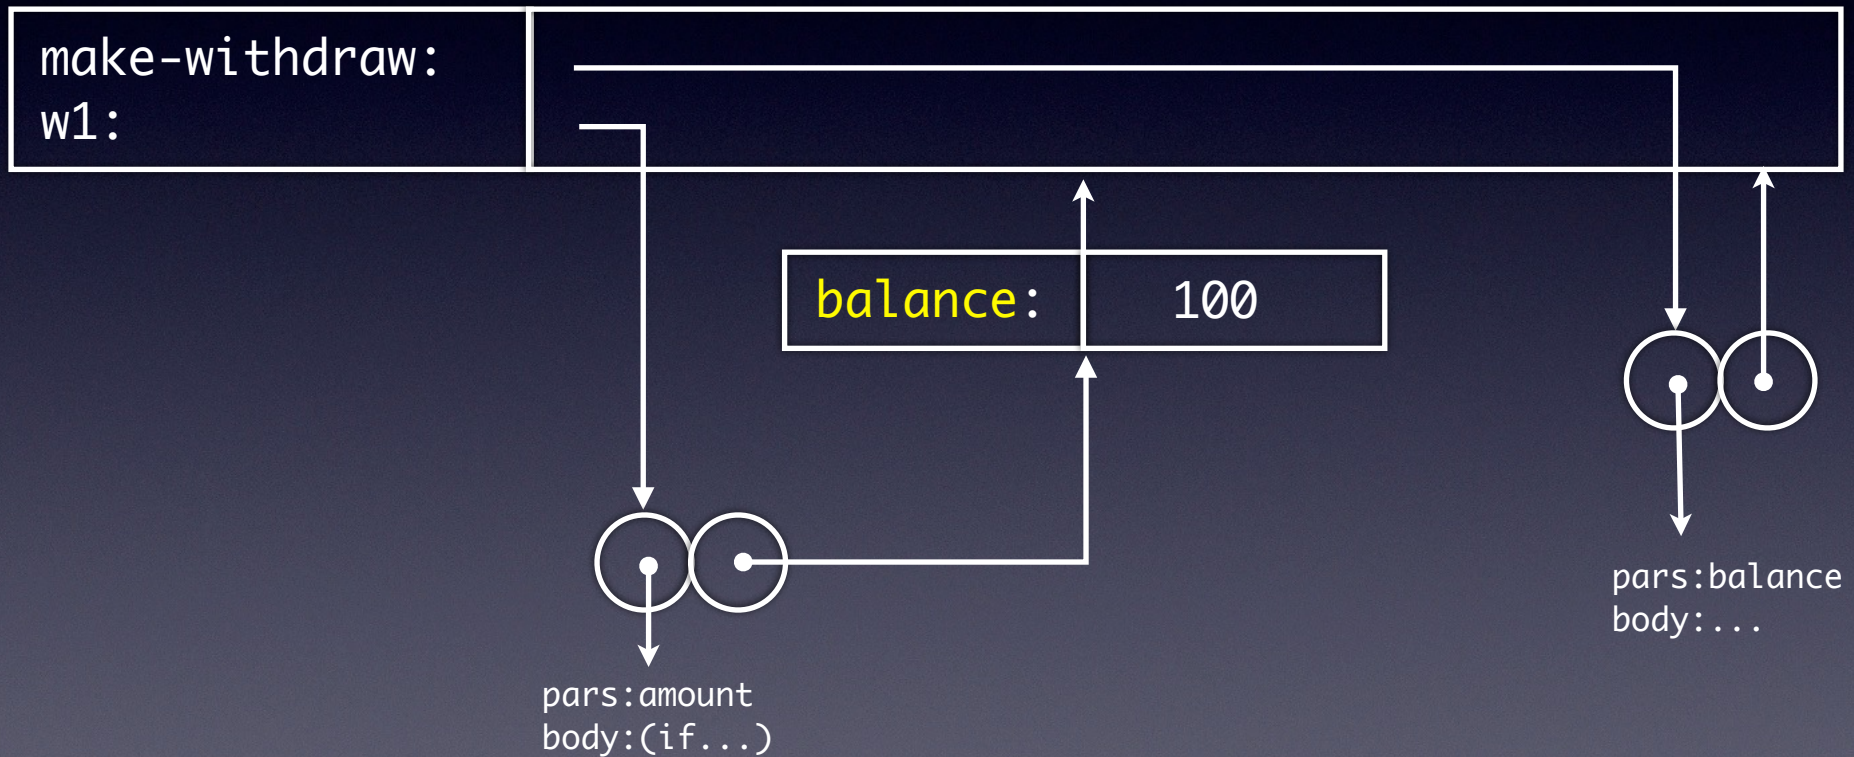 make-withdraw:
w1:
balance: 100
pars:balance
body:...
pars:amount
body:(if...)